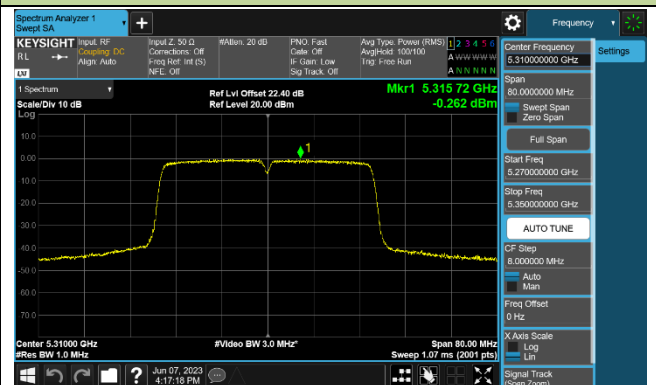 Spectrum Analyzer 1
Swept SA
Frequency
KEYSIGHT
RL
LXI
Input: RF
Coupling: DC
Align: Auto
Input Z: 50 Ω
Corrections: Off
Freq Ref: Int (S)
NFE: Off
#Atten: 20 dB
PNO: Fast
Gate: Off
IF Gain: Low
Sig Track: Off
Avg Type: Power (RMS)
Avg|Hold: 100/100
Trig: Free Run
1 2 3 4 5 6
A W W W W W
A N N N N N
1 Spectrum
Scale/Div 10 dB
Log
Ref Lvl Offset 22.40 dB
Ref Level 20.00 dBm
Mkr1 5.315 72 GHz
-0.262 dBm
1
10.0
0.00
-10.0
-20.0
-30.0
-40.0
-50.0
-60.0
-70.0
Center 5.31000 GHz
#Res BW 1.0 MHz
#Video BW 3.0 MHz*
Span 80.00 MHz
Sweep 1.07 ms (2001 pts)
Jun 07, 2023
4:17:18 PM
Center Frequency
5.310000000 GHz
Settings
Span
80.0000000 MHz
Swept Span
Zero Span
Full Span
Start Freq
5.270000000 GHz
Stop Freq
5.350000000 GHz
AUTO TUNE
CF Step
8.000000 MHz
Auto
Man
Freq Offset
0 Hz
X Axis Scale
Log
Lin
Signal Track
(Span Zoom)